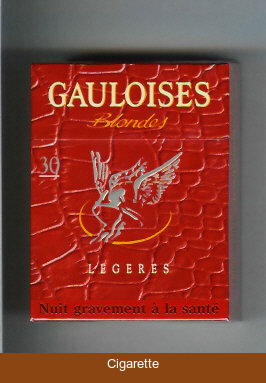 GAULOISES
Blondes
30
LEGERES
Nuit gravement à la santé
Cigarette